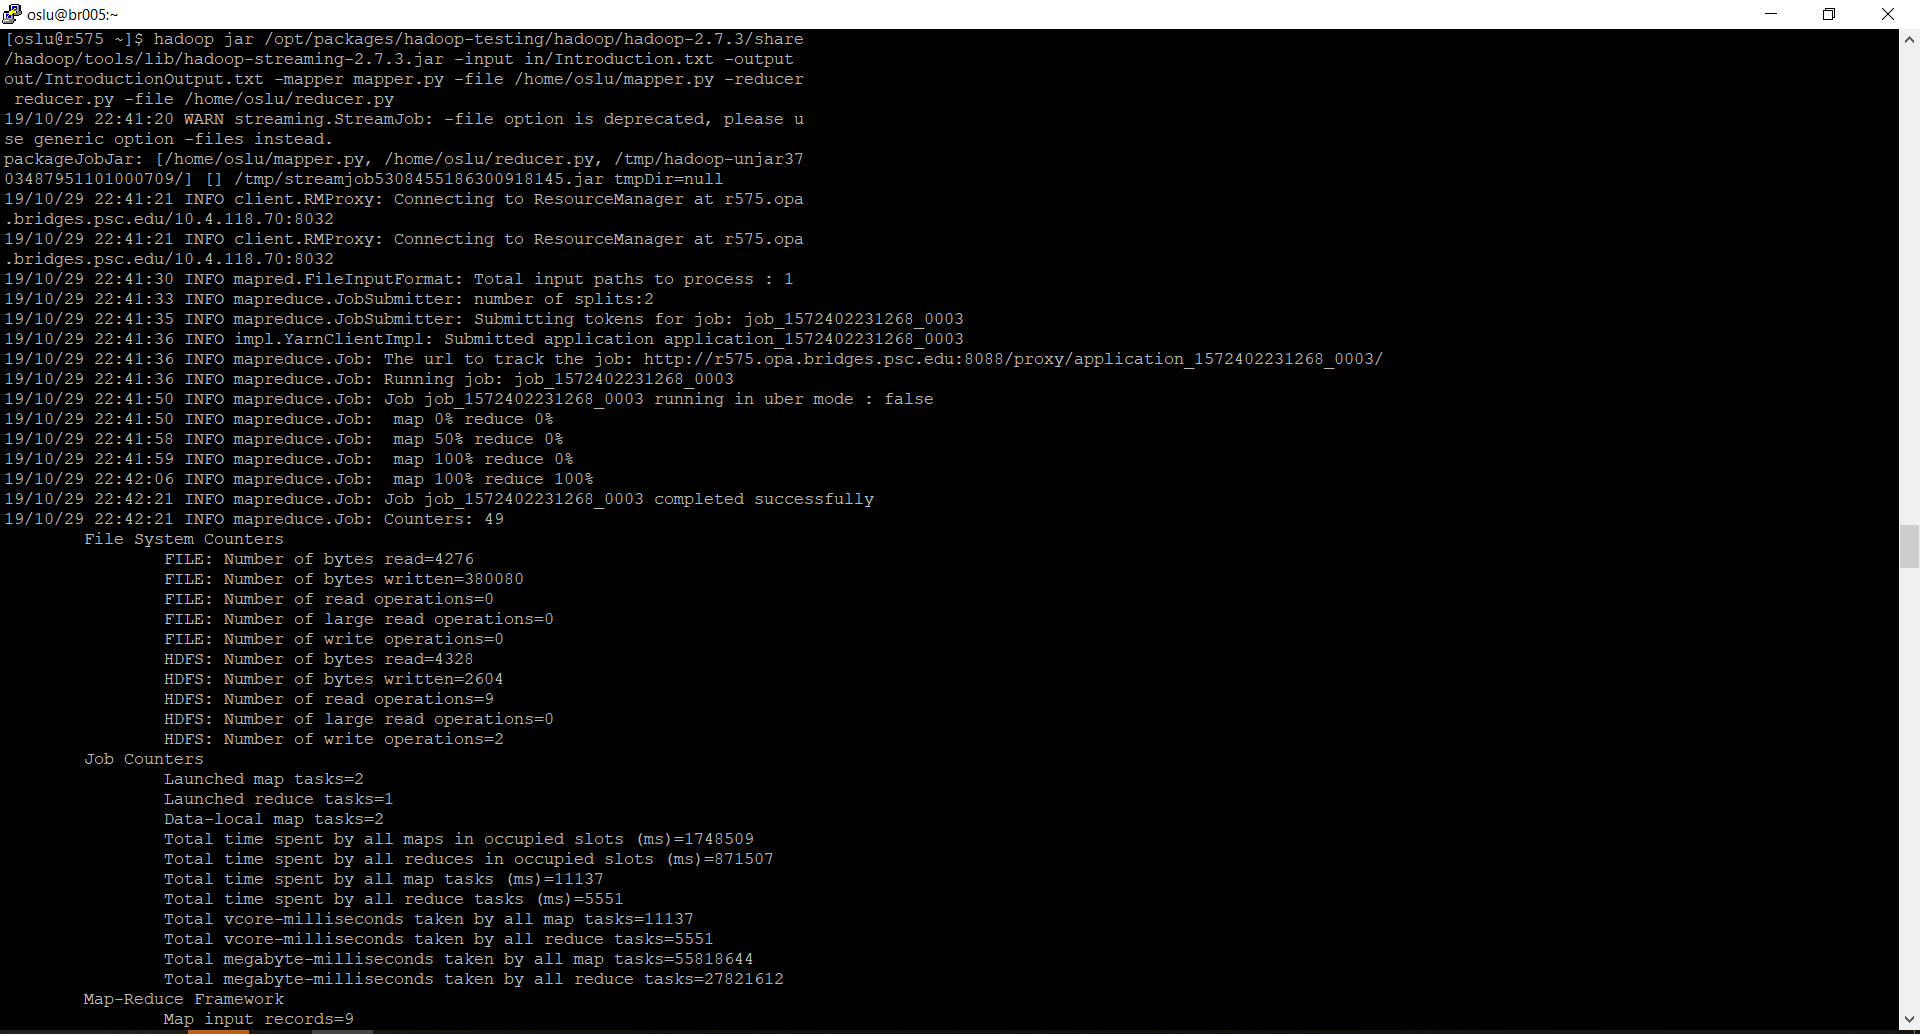 oslu@br005:~
[oslu@r575 ~]$ hadoop jar /opt/packages/hadoop-testing/hadoop/hadoop-2.7.3/share
/hadoop/tools/lib/hadoop-streaming-2.7.3.jar -input in/Introduction.txt -output
out/IntroductionOutput.txt -mapper mapper.py -file /home/oslu/mapper.py -reducer
 reducer.py -file /home/oslu/reducer.py
19/10/29 22:41:20 WARN streaming.StreamJob: -file option is deprecated, please u
se generic option -files instead.
packageJobJar: [/home/oslu/mapper.py, /home/oslu/reducer.py, /tmp/hadoop-unjar37
03487951101000709/] [] /tmp/streamjob5308455186300918145.jar tmpDir=null
19/10/29 22:41:21 INFO client.RMProxy: Connecting to ResourceManager at r575.opa
.bridges.psc.edu/10.4.118.70:8032
19/10/29 22:41:21 INFO client.RMProxy: Connecting to ResourceManager at r575.opa
.bridges.psc.edu/10.4.118.70:8032
19/10/29 22:41:30 INFO mapred.FileInputFormat: Total input paths to process : 1
19/10/29 22:41:33 INFO mapreduce.JobSubmitter: number of splits:2
19/10/29 22:41:35 INFO mapreduce.JobSubmitter: Submitting tokens for job: job_1572402231268_0003
19/10/29 22:41:36 INFO impl.YarnClientImpl: Submitted application application_1572402231268_0003
19/10/29 22:41:36 INFO mapreduce.Job: The url to track the job: http://r575.opa.bridges.psc.edu:8088/proxy/application_1572402231268_0003/
19/10/29 22:41:36 INFO mapreduce.Job: Running job: job_1572402231268_0003
19/10/29 22:41:50 INFO mapreduce.Job: Job job_1572402231268_0003 running in uber mode : false
19/10/29 22:41:50 INFO mapreduce.Job:  map 0% reduce 0%
19/10/29 22:41:58 INFO mapreduce.Job:  map 50% reduce 0%
19/10/29 22:41:59 INFO mapreduce.Job:  map 100% reduce 0%
19/10/29 22:42:06 INFO mapreduce.Job:  map 100% reduce 100%
19/10/29 22:42:21 INFO mapreduce.Job: Job job_1572402231268_0003 completed successfully
19/10/29 22:42:21 INFO mapreduce.Job: Counters: 49
File System Counters
FILE: Number of bytes read=4276
FILE: Number of bytes written=380080
FILE: Number of read operations=0
FILE: Number of large read operations=0
FILE: Number of write operations=0
HDFS: Number of bytes read=4328
HDFS: Number of bytes written=2604
HDFS: Number of read operations=9
HDFS: Number of large read operations=0
HDFS: Number of write operations=2
Job Counters
Launched map tasks=2
Launched reduce tasks=1
Data-local map tasks=2
Total time spent by all maps in occupied slots (ms)=1748509
Total time spent by all reduces in occupied slots (ms)=871507
Total time spent by all map tasks (ms)=11137
Total time spent by all reduce tasks (ms)=5551
Total vcore-milliseconds taken by all map tasks=11137
Total vcore-milliseconds taken by all reduce tasks=5551
Total megabyte-milliseconds taken by all map tasks=55818644
Total megabyte-milliseconds taken by all reduce tasks=27821612
Map-Reduce Framework
Map input records=9